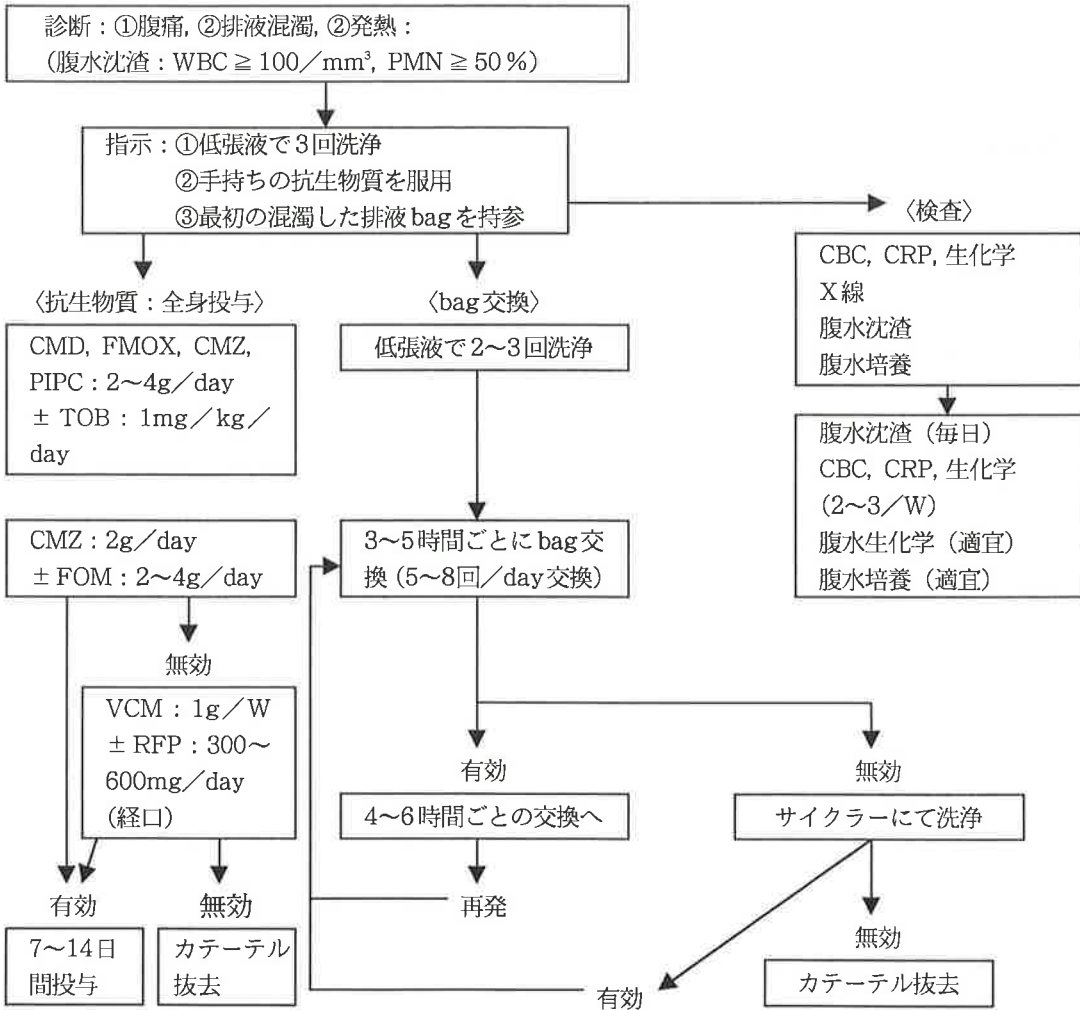 診断：①腹痛, ②排液混濁, ②発熱：
(腹水沈渣：WBC≧100／mm³, PMN≧50％)
指示：①低張液で3回洗浄
②手持ちの抗生物質を服用
③最初の混濁した排液bagを持参
〈検査〉
CBC, CRP, 生化学
X線
腹水沈渣
腹水培養
腹水沈渣（毎日）
CBC, CRP, 生化学
(2〜3／W)
腹水生化学（適宜）
腹水培養（適宜）
〈抗生物質：全身投与〉
CMD, FMOX, CMZ,
PIPC：2〜4g／day
± TOB：1mg／kg／
day
CMZ：2g／day
± FOM：2〜4g／day
無効
VCM：1g／W
± RFP：300〜
600mg／day
(経口)
有効
7〜14日
間投与
無効
カテーテル
抜去
〈bag交換〉
低張液で2〜3回洗浄
3〜5時間ごとにbag交
換（5〜8回／day交換）
有効
4〜6時間ごとの交換へ
再発
無効
サイクラーにて洗浄
無効
カテーテル抜去
有効